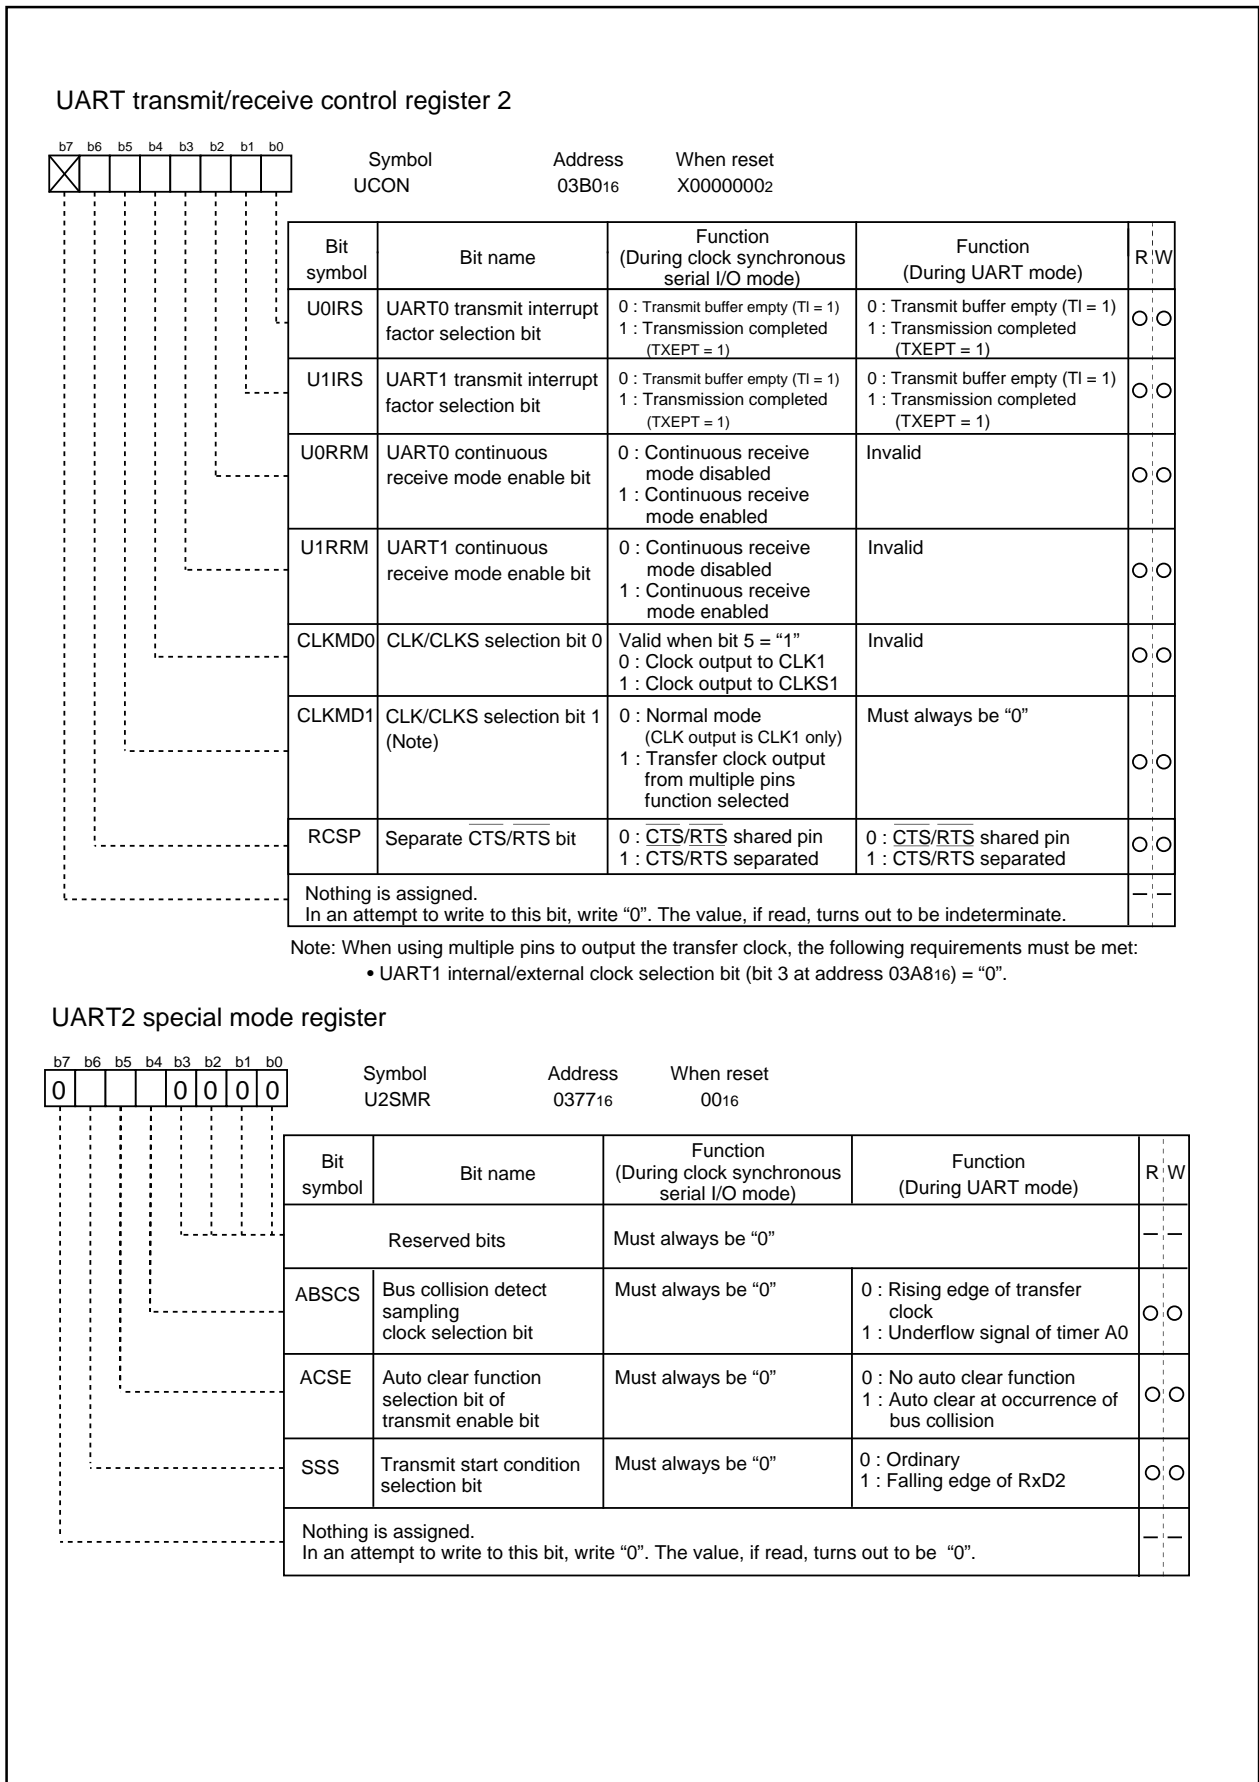 UART transmit/receive control register 2
b7 b6 b5 b4 b3 b2 b1 b0
Symbol Address When reset
UCON 03B016 X00000002
Bit symbol Bit name Function (During clock synchronous serial I/O mode) Function (During UART mode) R W
U0IRS UART0 transmit interrupt factor selection bit 0 : Transmit buffer empty (TI = 1) 1 : Transmission completed (TXEPT = 1) 0 : Transmit buffer empty (TI = 1) 1 : Transmission completed (TXEPT = 1)
U1IRS UART1 transmit interrupt factor selection bit 0 : Transmit buffer empty (TI = 1) 1 : Transmission completed (TXEPT = 1) 0 : Transmit buffer empty (TI = 1) 1 : Transmission completed (TXEPT = 1)
U0RRM UART0 continuous receive mode enable bit 0 : Continuous receive mode disabled 1 : Continuous receive mode enabled Invalid
U1RRM UART1 continuous receive mode enable bit 0 : Continuous receive mode disabled 1 : Continuous receive mode enabled Invalid
CLKMD0 CLK/CLKS selection bit 0 Valid when bit 5 = “1” 0 : Clock output to CLK1 1 : Clock output to CLKS1 Invalid
CLKMD1 CLK/CLKS selection bit 1 (Note) 0 : Normal mode (CLK output is CLK1 only) 1 : Transfer clock output from multiple pins function selected Must always be “0”
RCSP Separate CTS/RTS bit 0 : CTS/RTS shared pin 1 : CTS/RTS separated 0 : CTS/RTS shared pin 1 : CTS/RTS separated
Nothing is assigned.
In an attempt to write to this bit, write “0”. The value, if read, turns out to be indeterminate.
Note: When using multiple pins to output the transfer clock, the following requirements must be met:
• UART1 internal/external clock selection bit (bit 3 at address 03A816) = “0”.
UART2 special mode register
b7 b6 b5 b4 b3 b2 b1 b0
0 0 0 0 0
Symbol Address When reset
U2SMR 037716 0016
Bit symbol Bit name Function (During clock synchronous serial I/O mode) Function (During UART mode) R W
Reserved bits Must always be “0” – –
ABSCS Bus collision detect sampling clock selection bit Must always be “0” 0 : Rising edge of transfer clock 1 : Underflow signal of timer A0
ACSE Auto clear function selection bit of transmit enable bit Must always be “0” 0 : No auto clear function 1 : Auto clear at occurrence of bus collision
SSS Transmit start condition selection bit Must always be “0” 0 : Ordinary 1 : Falling edge of RxD2
Nothing is assigned.
In an attempt to write to this bit, write “0”. The value, if read, turns out to be “0”.